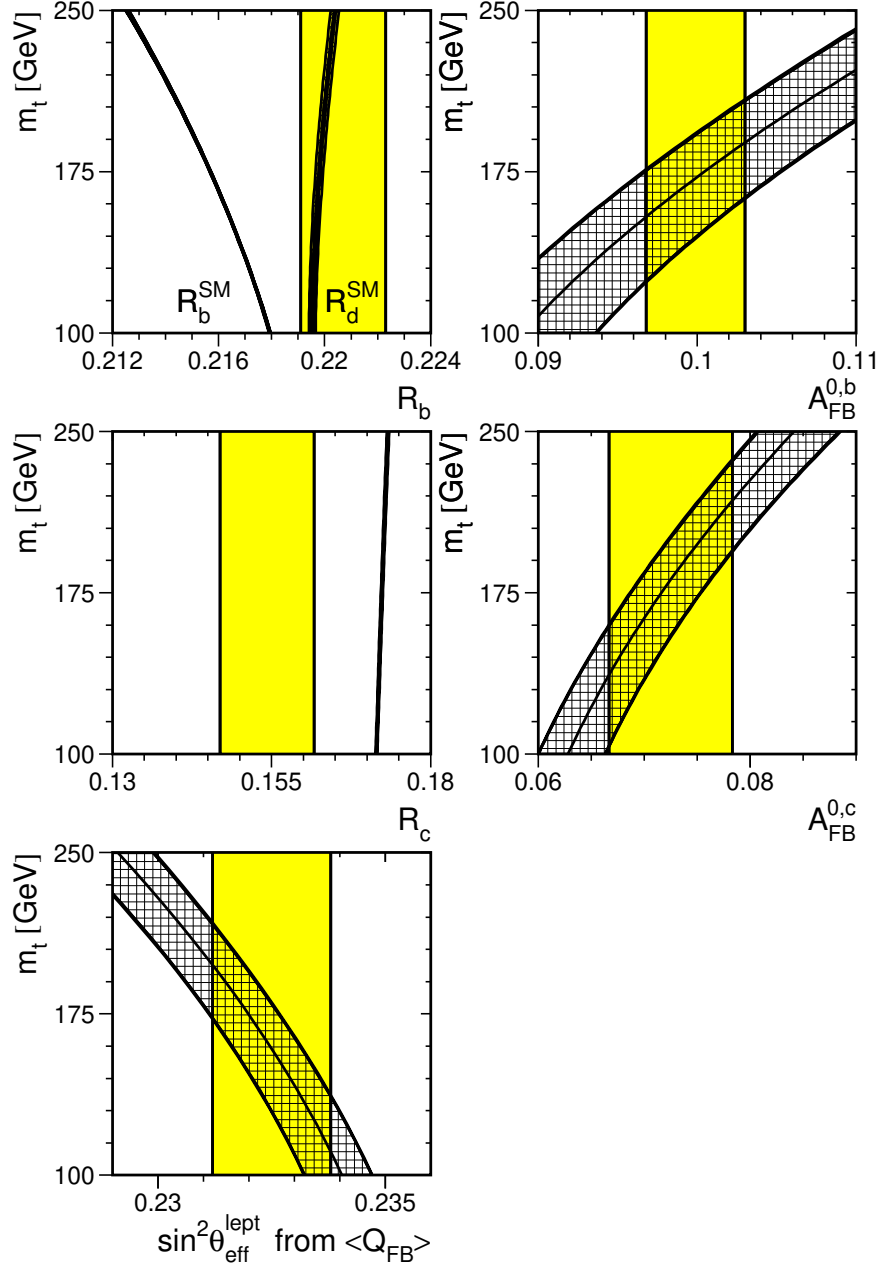 250
175
100
m_t [GeV]
R_b^SM
R_d^SM
0.212
0.216
0.22
0.224
R_b
250
175
100
m_t [GeV]
0.09
0.1
0.11
A_FB^0,b
250
175
100
m_t [GeV]
0.13
0.155
0.18
R_c
250
175
100
m_t [GeV]
0.06
0.08
A_FB^0,c
250
175
100
m_t [GeV]
0.23
0.235
sin²θ_eff^lept from <Q_FB>